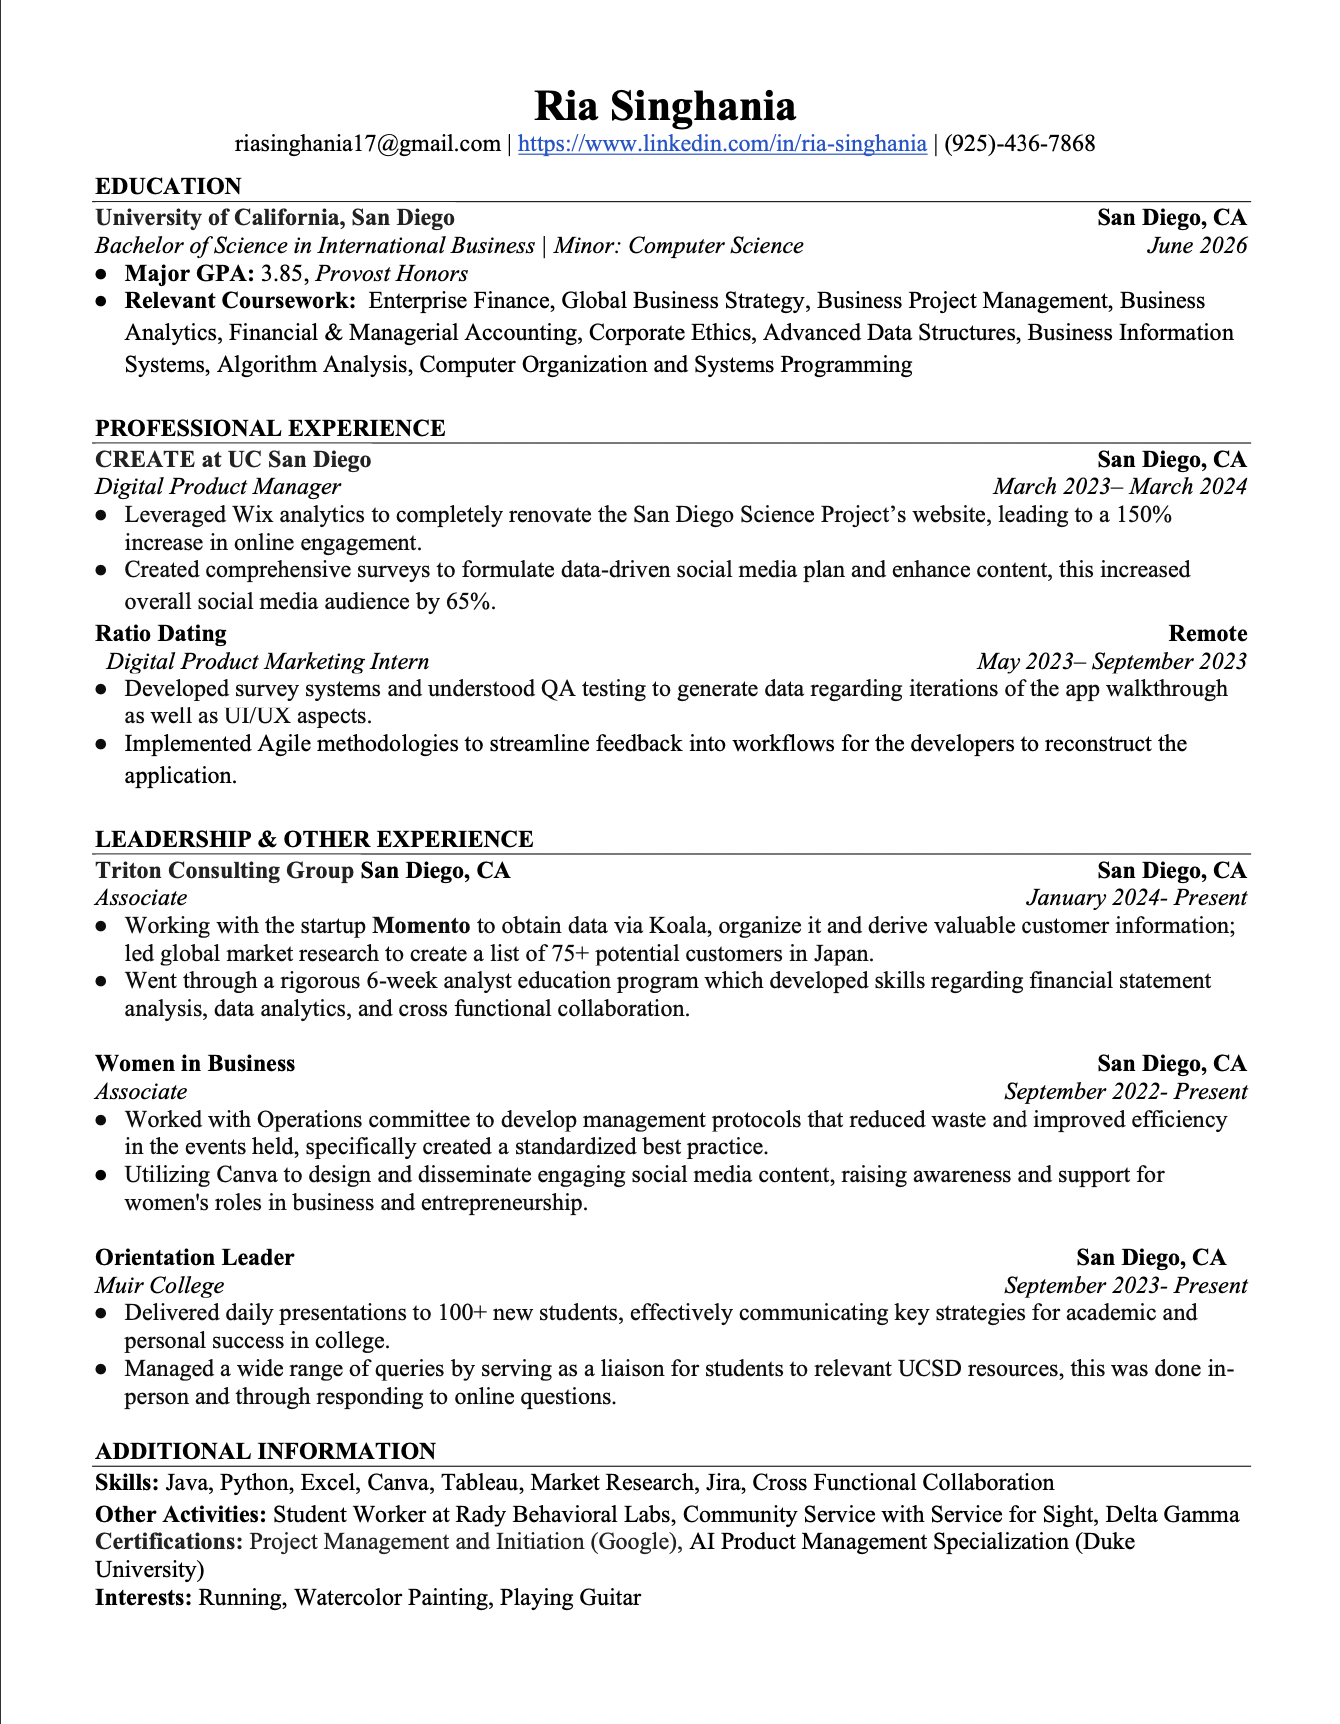 Ria Singhania
riasinghania17@gmail.com | https://www.linkedin.com/in/ria-singhania | (925)-436-7868
EDUCATION
University of California, San Diego San Diego, CA
Bachelor of Science in International Business | Minor: Computer Science June 2026
● Major GPA: 3.85, Provost Honors
● Relevant Coursework: Enterprise Finance, Global Business Strategy, Business Project Management, Business
Analytics, Financial & Managerial Accounting, Corporate Ethics, Advanced Data Structures, Business Information
Systems, Algorithm Analysis, Computer Organization and Systems Programming
PROFESSIONAL EXPERIENCE
CREATE at UC San Diego San Diego, CA
Digital Product Manager March 2023– March 2024
● Leveraged Wix analytics to completely renovate the San Diego Science Project’s website, leading to a 150%
increase in online engagement.
● Created comprehensive surveys to formulate data-driven social media plan and enhance content, this increased
overall social media audience by 65%.
Ratio Dating Remote
Digital Product Marketing Intern May 2023– September 2023
● Developed survey systems and understood QA testing to generate data regarding iterations of the app walkthrough
as well as UI/UX aspects.
● Implemented Agile methodologies to streamline feedback into workflows for the developers to reconstruct the
application.
LEADERSHIP & OTHER EXPERIENCE
Triton Consulting Group San Diego, CA San Diego, CA
Associate January 2024- Present
● Working with the startup Momento to obtain data via Koala, organize it and derive valuable customer information;
led global market research to create a list of 75+ potential customers in Japan.
● Went through a rigorous 6-week analyst education program which developed skills regarding financial statement
analysis, data analytics, and cross functional collaboration.
Women in Business San Diego, CA
Associate September 2022- Present
● Worked with Operations committee to develop management protocols that reduced waste and improved efficiency
in the events held, specifically created a standardized best practice.
● Utilizing Canva to design and disseminate engaging social media content, raising awareness and support for
women's roles in business and entrepreneurship.
Orientation Leader San Diego, CA
Muir College September 2023- Present
● Delivered daily presentations to 100+ new students, effectively communicating key strategies for academic and
personal success in college.
● Managed a wide range of queries by serving as a liaison for students to relevant UCSD resources, this was done in-
person and through responding to online questions.
ADDITIONAL INFORMATION
Skills: Java, Python, Excel, Canva, Tableau, Market Research, Jira, Cross Functional Collaboration
Other Activities: Student Worker at Rady Behavioral Labs, Community Service with Service for Sight, Delta Gamma
Certifications: Project Management and Initiation (Google), AI Product Management Specialization (Duke
University)
Interests: Running, Watercolor Painting, Playing Guitar